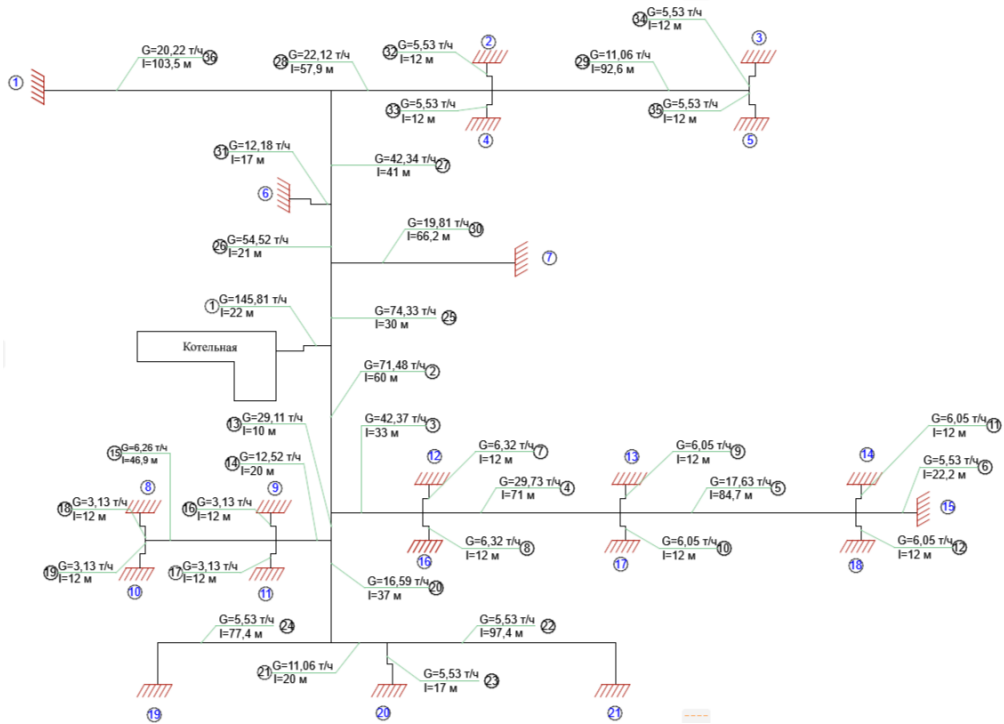 G=20,22 т/ч 36
l=103,5 м
1
28 G=22,12 т/ч
l=57,9 м
32 G=5,53 т/ч
l=12 м
2
33 G=5,53 т/ч
l=12 м
4
34 G=5,53 т/ч
l=12 м
3
29 G=11,06 т/ч
l=92,6 м
35 G=5,53 т/ч
l=12 м
5
31 G=12,18 т/ч
l=17 м
6
G=42,34 т/ч 27
l=41 м
26 G=54,52 т/ч
l=21 м
G=19,81 т/ч 30
l=66,2 м
7
1 G=145,81 т/ч
l=22 м
G=74,33 т/ч 25
l=30 м
Котельная
G=71,48 т/ч 2
l=60 м
13 G=29,11 т/ч
l=10 м
G=42,37 т/ч 3
l=33 м
14 G=12,52 т/ч
l=20 м
15 G=6,26 т/ч
l=46,9 м
8
9
18 G=3,13 т/ч
l=12 м
16 G=3,13 т/ч
l=12 м
19 G=3,13 т/ч
l=12 м
17 G=3,13 т/ч
l=12 м
10
11
12
G=6,32 т/ч 7
l=12 м
G=29,73 т/ч 4
l=71 м
G=6,32 т/ч 8
l=12 м
16
13
G=6,05 т/ч 9
l=12 м
G=17,63 т/ч 5
l=84,7 м
G=6,05 т/ч 10
l=12 м
17
14
G=6,05 т/ч 11
l=12 м
G=5,53 т/ч 6
l=22,2 м
15
G=6,05 т/ч 12
l=12 м
18
G=16,59 т/ч 20
l=37 м
G=5,53 т/ч 24
l=77,4 м
G=5,53 т/ч 22
l=97,4 м
21 G=11,06 т/ч
l=20 м
G=5,53 т/ч 23
l=17 м
19
20
21